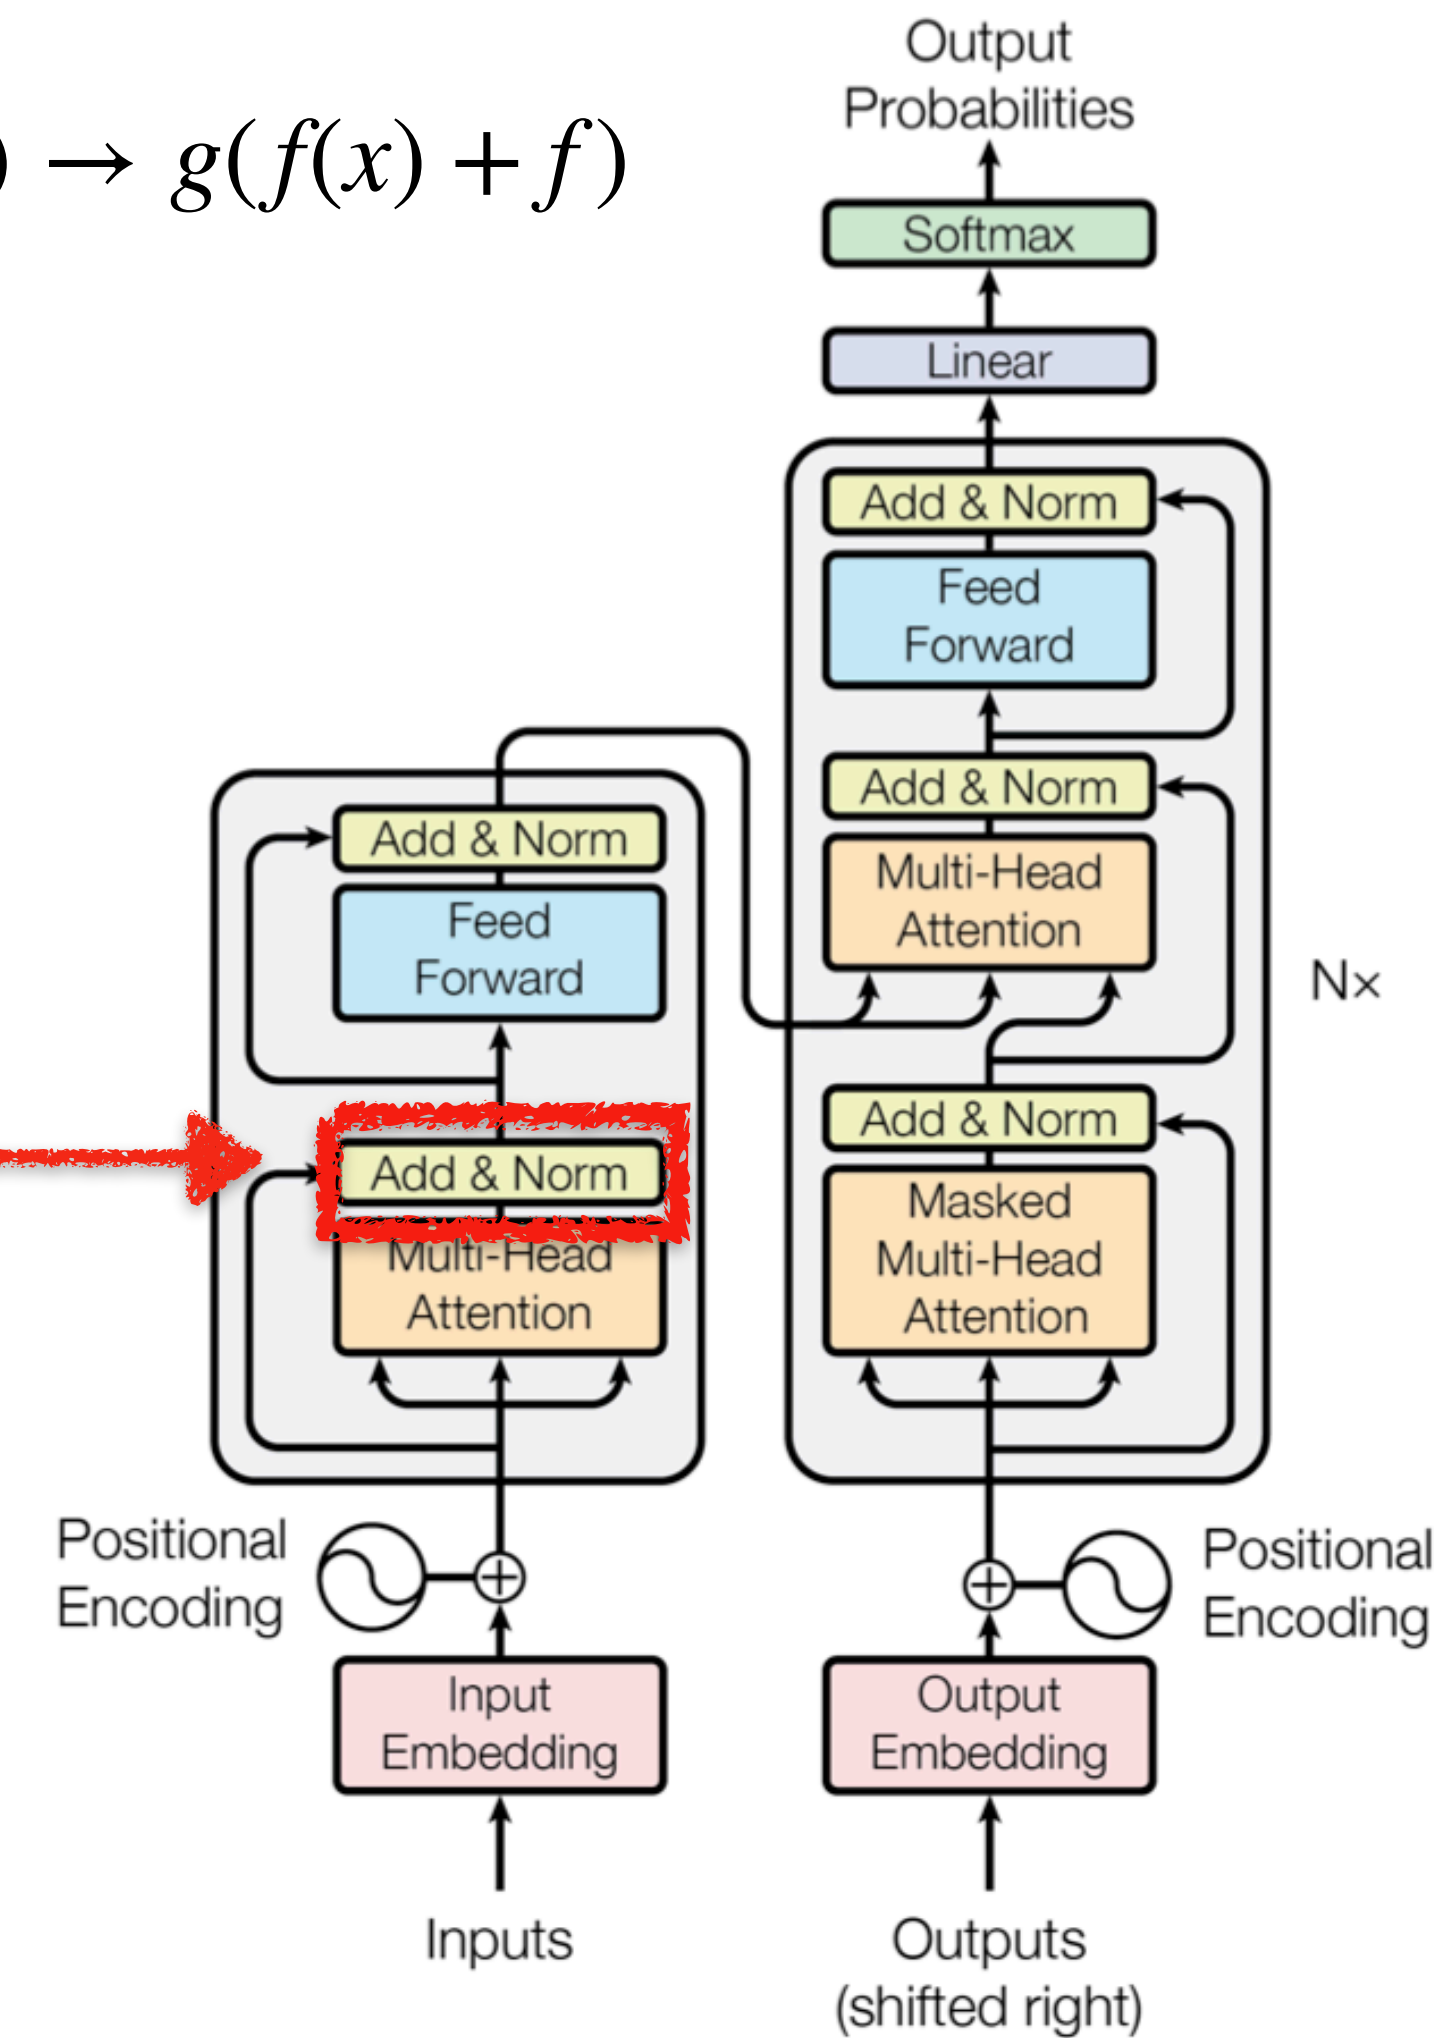 ) → g(f(x) + f)
Output
Probabilities
Softmax
Linear
Add & Norm
Feed
Forward
Add & Norm
Multi-Head
Attention
N×
Add & Norm
Masked
Multi-Head
Attention
Add & Norm
Feed
Forward
Add & Norm
Multi-Head
Attention
Positional
Encoding
Positional
Encoding
Input
Embedding
Output
Embedding
Inputs
Outputs
(shifted right)